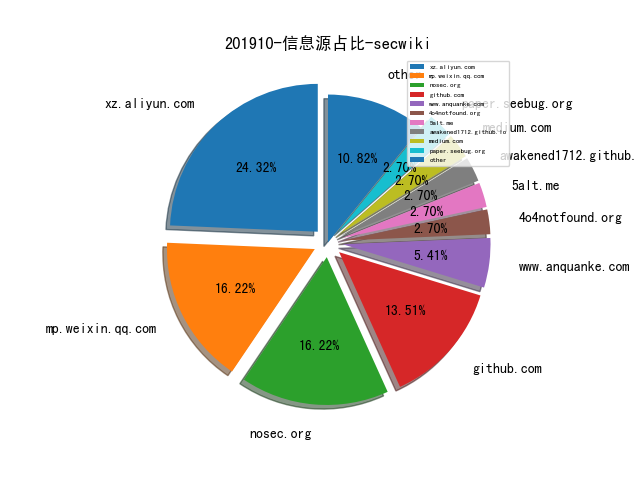 201910-信息源占比-secwiki
xz.aliyun.com
mp.weixin.qq.com
nosec.org
github.com
www.anquanke.com
4o4notfound.org
5alt.me
awakened1712.github.io
medium.com
paper.seebug.org
other
other
xz.aliyun.com
paper.seebug.org
medium.com
awakened1712.github.
5alt.me
4o4notfound.org
www.anquanke.com
github.com
nosec.org
mp.weixin.qq.com
24.32%
10.82%
2.70%
2.70%
2.70%
2.70%
2.70%
5.41%
13.51%
16.22%
16.22%